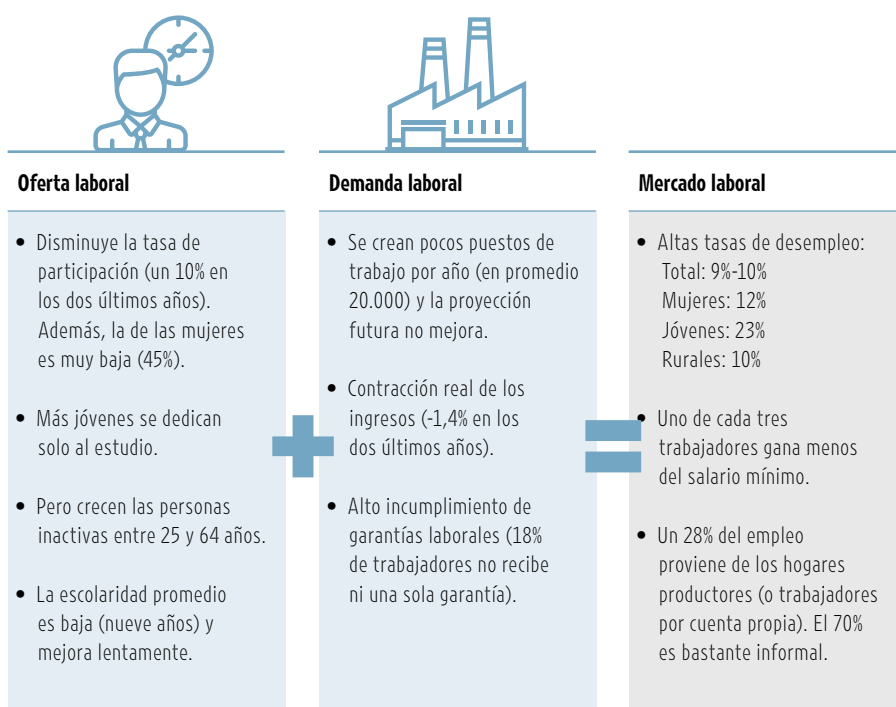 Oferta laboral
• Disminuye la tasa de
participación (un 10% en
los dos últimos años).
Además, la de las mujeres
es muy baja (45%).
• Más jóvenes se dedican
solo al estudio.
• Pero crecen las personas
inactivas entre 25 y 64 años.
• La escolaridad promedio
es baja (nueve años) y
mejora lentamente.
Demanda laboral
• Se crean pocos puestos de
trabajo por año (en promedio
20.000) y la proyección
futura no mejora.
• Contracción real de los
ingresos (-1,4% en los
dos últimos años).
• Alto incumplimiento de
garantías laborales (18%
de trabajadores no recibe
ni una sola garantía).
Mercado laboral
• Altas tasas de desempleo:
Total: 9%-10%
Mujeres: 12%
Jóvenes: 23%
Rurales: 10%
• Uno de cada tres
trabajadores gana menos
del salario mínimo.
• Un 28% del empleo
proviene de los hogares
productores (o trabajadores
por cuenta propia). El 70%
es bastante informal.